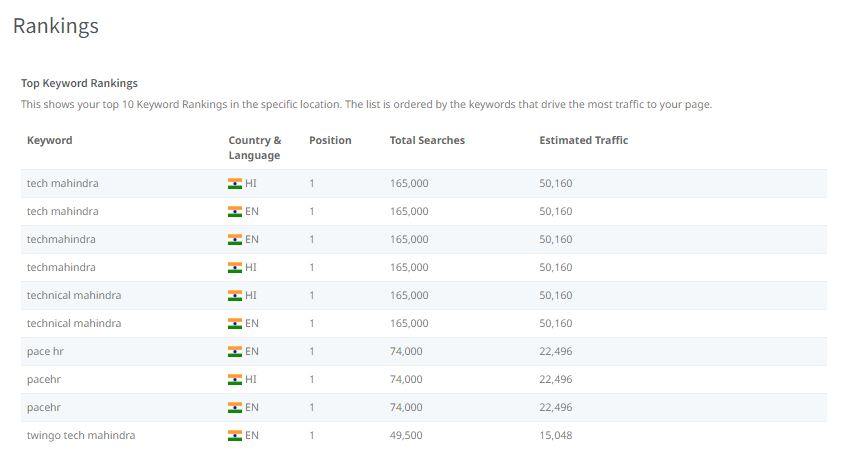 Rankings
Top Keyword Rankings
This shows your top 10 Keyword Rankings in the specific location. The list is ordered by the keywords that drive the most traffic to your page.
Keyword Country & Language Position Total Searches Estimated Traffic
tech mahindra HI 1 165,000 50,160
tech mahindra EN 1 165,000 50,160
techmahindra EN 1 165,000 50,160
techmahindra HI 1 165,000 50,160
technical mahindra HI 1 165,000 50,160
technical mahindra EN 1 165,000 50,160
pace hr EN 1 74,000 22,496
pacehr HI 1 74,000 22,496
pacehr EN 1 74,000 22,496
twingo tech mahindra EN 1 49,500 15,048